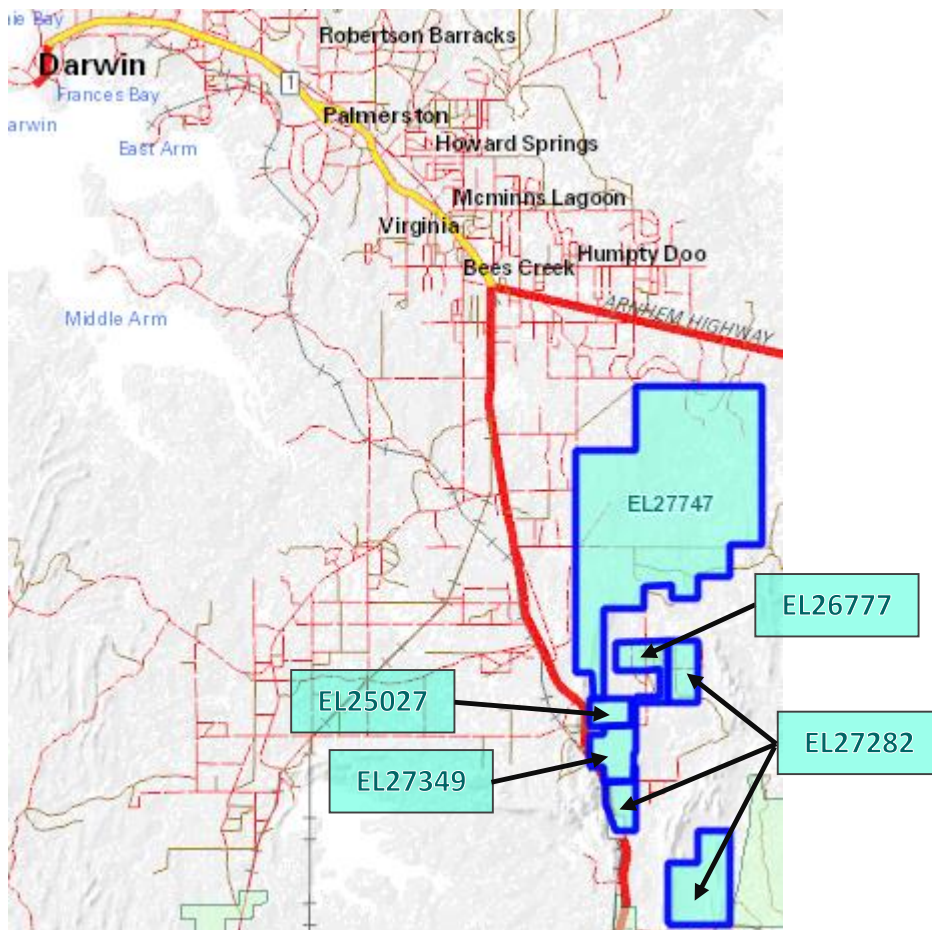 nie Bay
Robertson Barracks
Darwin
1
Frances Bay
Palmerston
arwin
East Arm
Howard Springs
Mcminns Lagoon
Virginia
Humpty Doo
Bees Creek
ARNHEM HIGHWAY
Middle Arm
EL27747
EL26777
EL25027
EL27282
EL27349